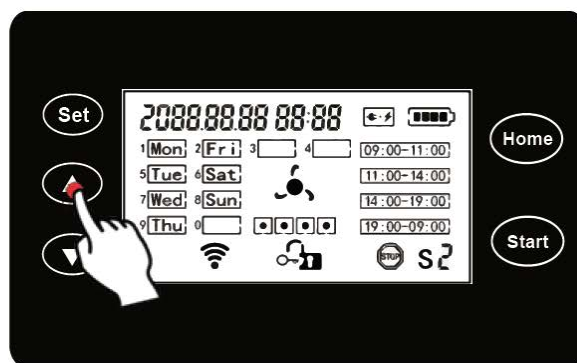 Set
Home
Start
2088.88.88 88:88
1 Mon 2 Fri 3 4 09:00-11:00
5 Tue 6 Sat 11:00-14:00
7 Wed 8 Sun 14:00-19:00
9 Thu 0 19:00-09:00
STOP S2